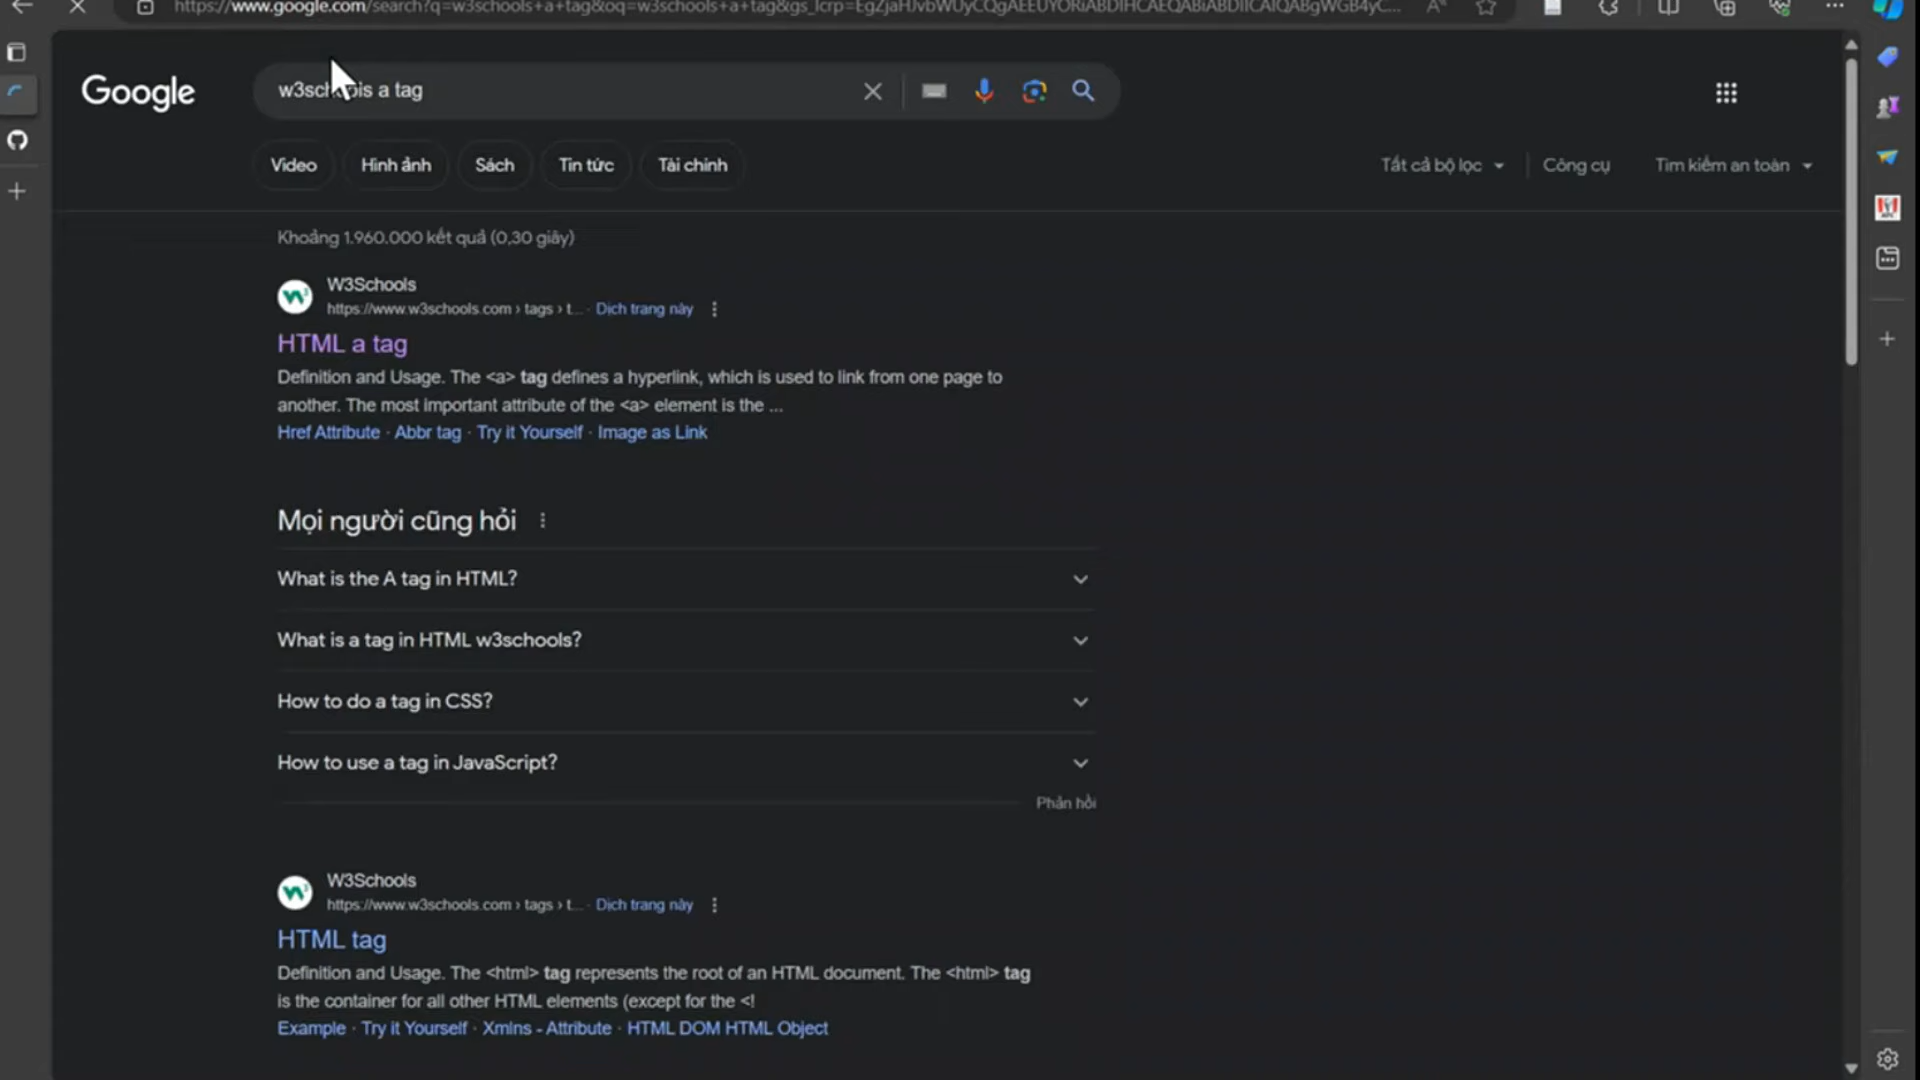 https://www.google.com/search?q=w3schools+a+tag&oq=w3schools+a+tag&gs_lcrp=
Google
w3schools a tag
Video
Hình ảnh
Sách
Tin tức
Tài chính
Tất cả bộ lọc
Công cụ
Tìm kiếm an toàn
Khoảng 1.960.000 kết quả (0,30 giây)
W3Schools
https://www.w3schools.com › tags › t... · Dịch trang này
HTML a tag
Definition and Usage. The <a> tag defines a hyperlink, which is used to link from one page to
another. The most important attribute of the <a> element is the ...
Href Attribute · Abbr tag · Try it Yourself · Image as Link
Mọi người cũng hỏi
What is the A tag in HTML?
What is a tag in HTML w3schools?
How to do a tag in CSS?
How to use a tag in JavaScript?
Phản hồi
W3Schools
https://www.w3schools.com › tags › t... · Dịch trang này
HTML tag
Definition and Usage. The <html> tag represents the root of an HTML document. The <html> tag
is the container for all other HTML elements (except for the <!
Example · Try it Yourself · Xmlns - Attribute · HTML DOM HTML Object